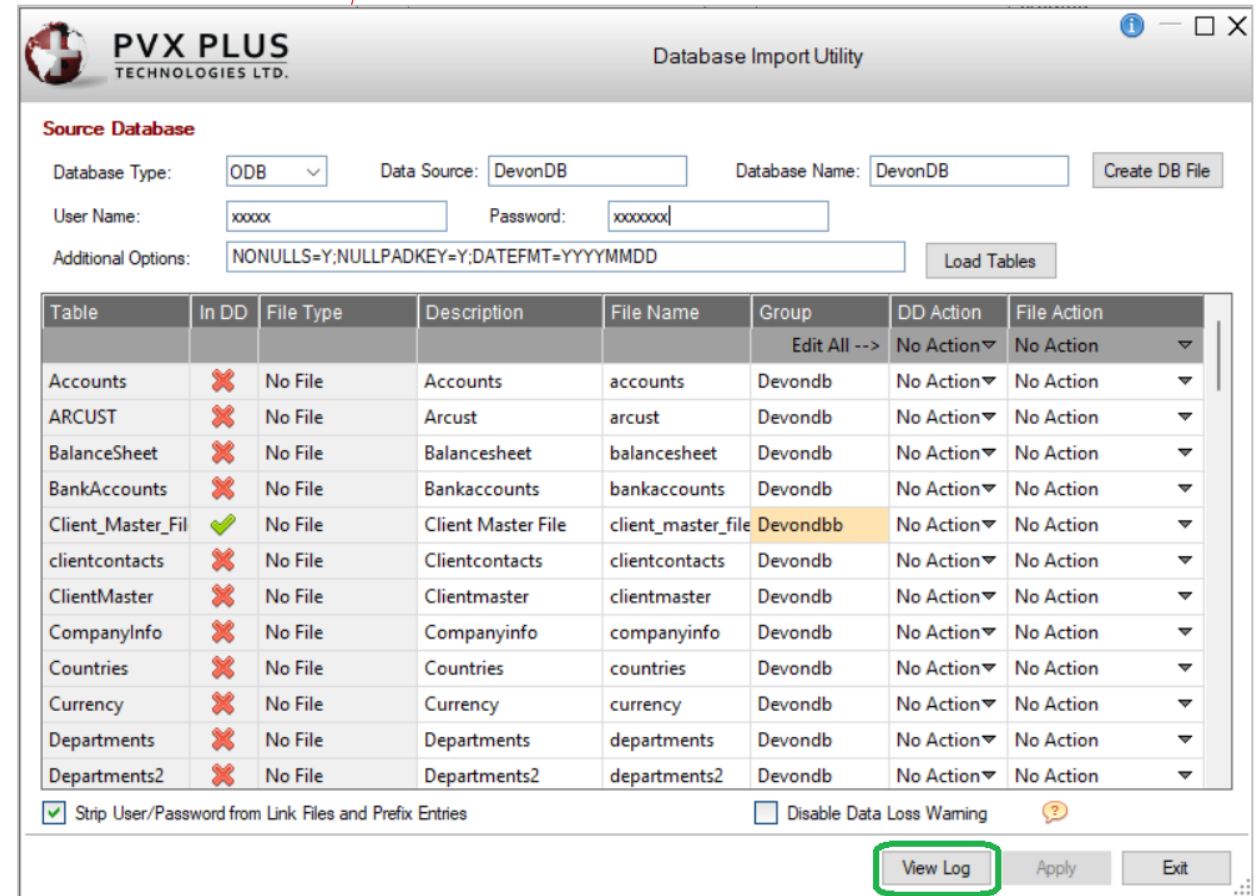 PVX PLUS
TECHNOLOGIES LTD.
Database Import Utility
Source Database
Database Type: ODB Data Source: DevonDB Database Name: DevonDB Create DB File
User Name: xxxxx Password: xxxxxxx
Additional Options: NONULLS=Y;NULLPADKEY=Y;DATEFMT=YYYYMMDD Load Tables
Table In DD File Type Description File Name Group DD Action File Action
Edit All --> No Action No Action
Accounts No File Accounts accounts Devondb No Action No Action
ARCUST No File Arcust arcust Devondb No Action No Action
BalanceSheet No File Balancesheet balancesheet Devondb No Action No Action
BankAccounts No File Bankaccounts bankaccounts Devondb No Action No Action
Client_Master_Fil No File Client Master File client_master_file Devondbb No Action No Action
clientcontacts No File Clientcontacts clientcontacts Devondb No Action No Action
ClientMaster No File Clientmaster clientmaster Devondb No Action No Action
CompanyInfo No File Companyinfo companyinfo Devondb No Action No Action
Countries No File Countries countries Devondb No Action No Action
Currency No File Currency currency Devondb No Action No Action
Departments No File Departments departments Devondb No Action No Action
Departments2 No File Departments2 departments2 Devondb No Action No Action
Strip User/Password from Link Files and Prefix Entries Disable Data Loss Warning ?
View Log Apply Exit